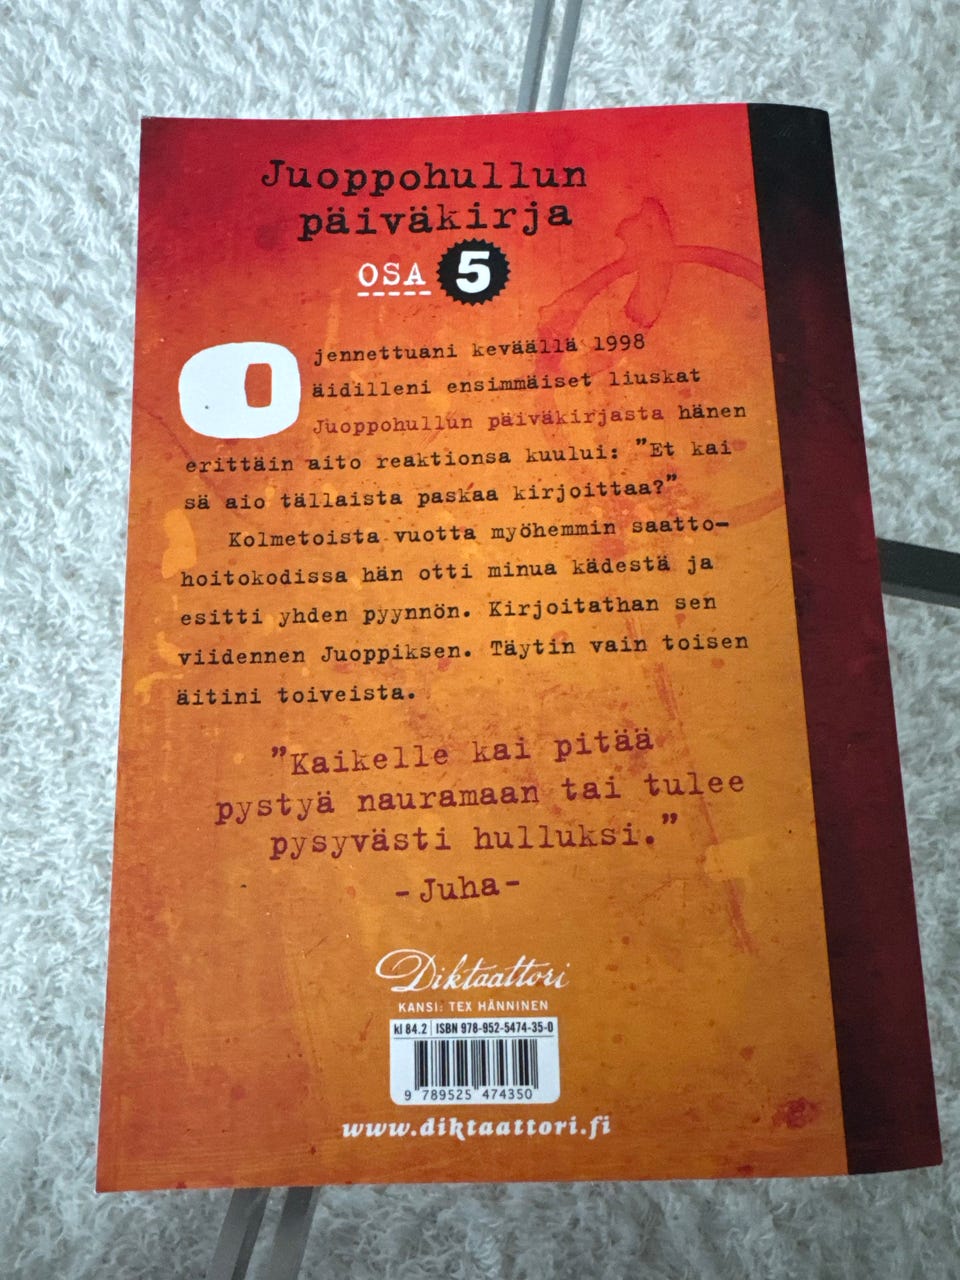 Juoppohullun
päiväkirja
OSA 5
Ojennettuani keväällä 1998
äidilleni ensimmäiset liuskat
Juoppohullun päiväkirjasta hänen
erittäin aito reaktionsa kuului: ”Et kai
sä aio tällaista paskaa kirjoittaa?”
Kolmetoista vuotta myöhemmin saatto-
hoitokodissa hän otti minua kädestä ja
esitti yhden pyynnön. Kirjoitathan sen
viidennen Juoppiksen. Täytin vain toisen
äitini toiveista.
”Kaikelle kai pitää
pystyä nauramaan tai tulee
pysyvästi hulluksi.”
-Juha-
Diktaattori
KANSI: TEX HÄNNINEN
kl 84.2 | ISBN 978-952-5474-35-0
9 789525 474350
www.diktaattori.fi